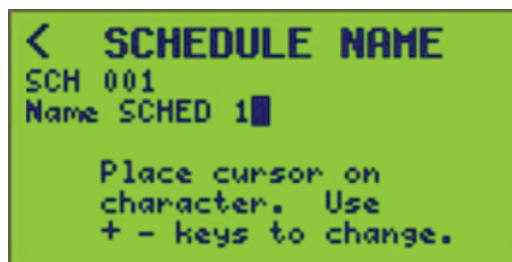 < SCHEDULE NAME
SCH 001
Name SCHED 1
Place cursor on
character. Use
+ - keys to change.